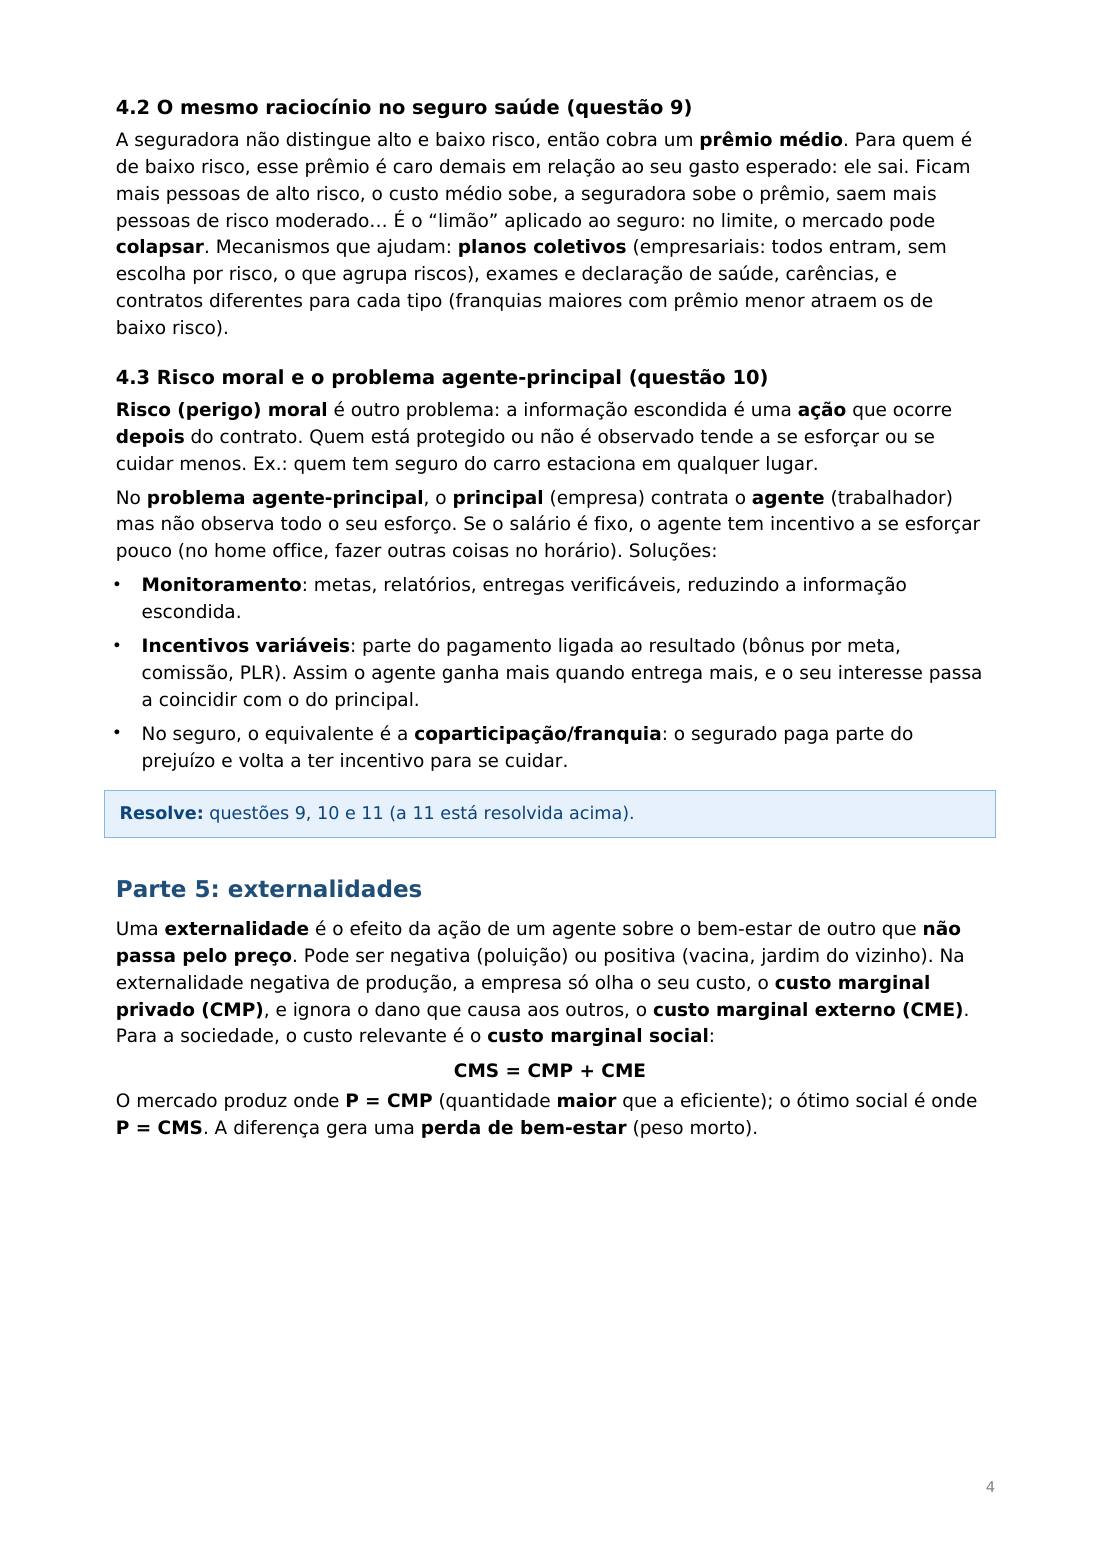 4.2 O mesmo raciocínio no seguro saúde (questão 9)
A seguradora não distingue alto e baixo risco, então cobra um prêmio médio. Para quem é
de baixo risco, esse prêmio é caro demais em relação ao seu gasto esperado: ele sai. Ficam
mais pessoas de alto risco, o custo médio sobe, a seguradora sobe o prêmio, saem mais
pessoas de risco moderado… É o “limão” aplicado ao seguro: no limite, o mercado pode
colapsar. Mecanismos que ajudam: planos coletivos (empresariais: todos entram, sem
escolha por risco, o que agrupa riscos), exames e declaração de saúde, carências, e
contratos diferentes para cada tipo (franquias maiores com prêmio menor atraem os de
baixo risco).
4.3 Risco moral e o problema agente-principal (questão 10)
Risco (perigo) moral é outro problema: a informação escondida é uma ação que ocorre
depois do contrato. Quem está protegido ou não é observado tende a se esforçar ou se
cuidar menos. Ex.: quem tem seguro do carro estaciona em qualquer lugar.
No problema agente-principal, o principal (empresa) contrata o agente (trabalhador)
mas não observa todo o seu esforço. Se o salário é fixo, o agente tem incentivo a se esforçar
pouco (no home office, fazer outras coisas no horário). Soluções:
• Monitoramento: metas, relatórios, entregas verificáveis, reduzindo a informação
escondida.
• Incentivos variáveis: parte do pagamento ligada ao resultado (bônus por meta,
comissão, PLR). Assim o agente ganha mais quando entrega mais, e o seu interesse passa
a coincidir com o do principal.
• No seguro, o equivalente é a coparticipação/franquia: o segurado paga parte do
prejuízo e volta a ter incentivo para se cuidar.
Resolve: questões 9, 10 e 11 (a 11 está resolvida acima).
Parte 5: externalidades
Uma externalidade é o efeito da ação de um agente sobre o bem-estar de outro que não
passa pelo preço. Pode ser negativa (poluição) ou positiva (vacina, jardim do vizinho). Na
externalidade negativa de produção, a empresa só olha o seu custo, o custo marginal
privado (CMP), e ignora o dano que causa aos outros, o custo marginal externo (CME).
Para a sociedade, o custo relevante é o custo marginal social:
CMS = CMP + CME
O mercado produz onde P = CMP (quantidade maior que a eficiente); o ótimo social é onde
P = CMS. A diferença gera uma perda de bem-estar (peso morto).
4